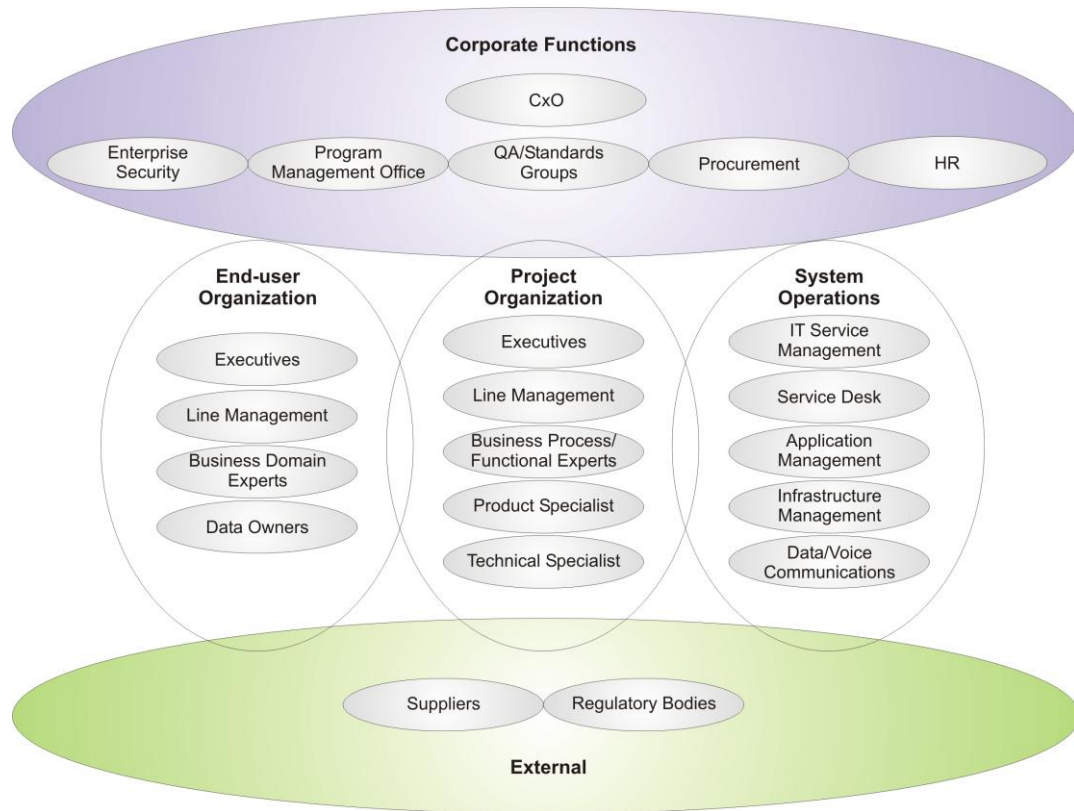 Corporate Functions
CxO
Enterprise
Security
Program
Management Office
QA/Standards
Groups
Procurement
HR
End-user
Organization
Executives
Line Management
Business Domain
Experts
Data Owners
Project
Organization
Executives
Line Management
Business Process/
Functional Experts
Product Specialist
Technical Specialist
System
Operations
IT Service
Management
Service Desk
Application
Management
Infrastructure
Management
Data/Voice
Communications
Suppliers
Regulatory Bodies
External